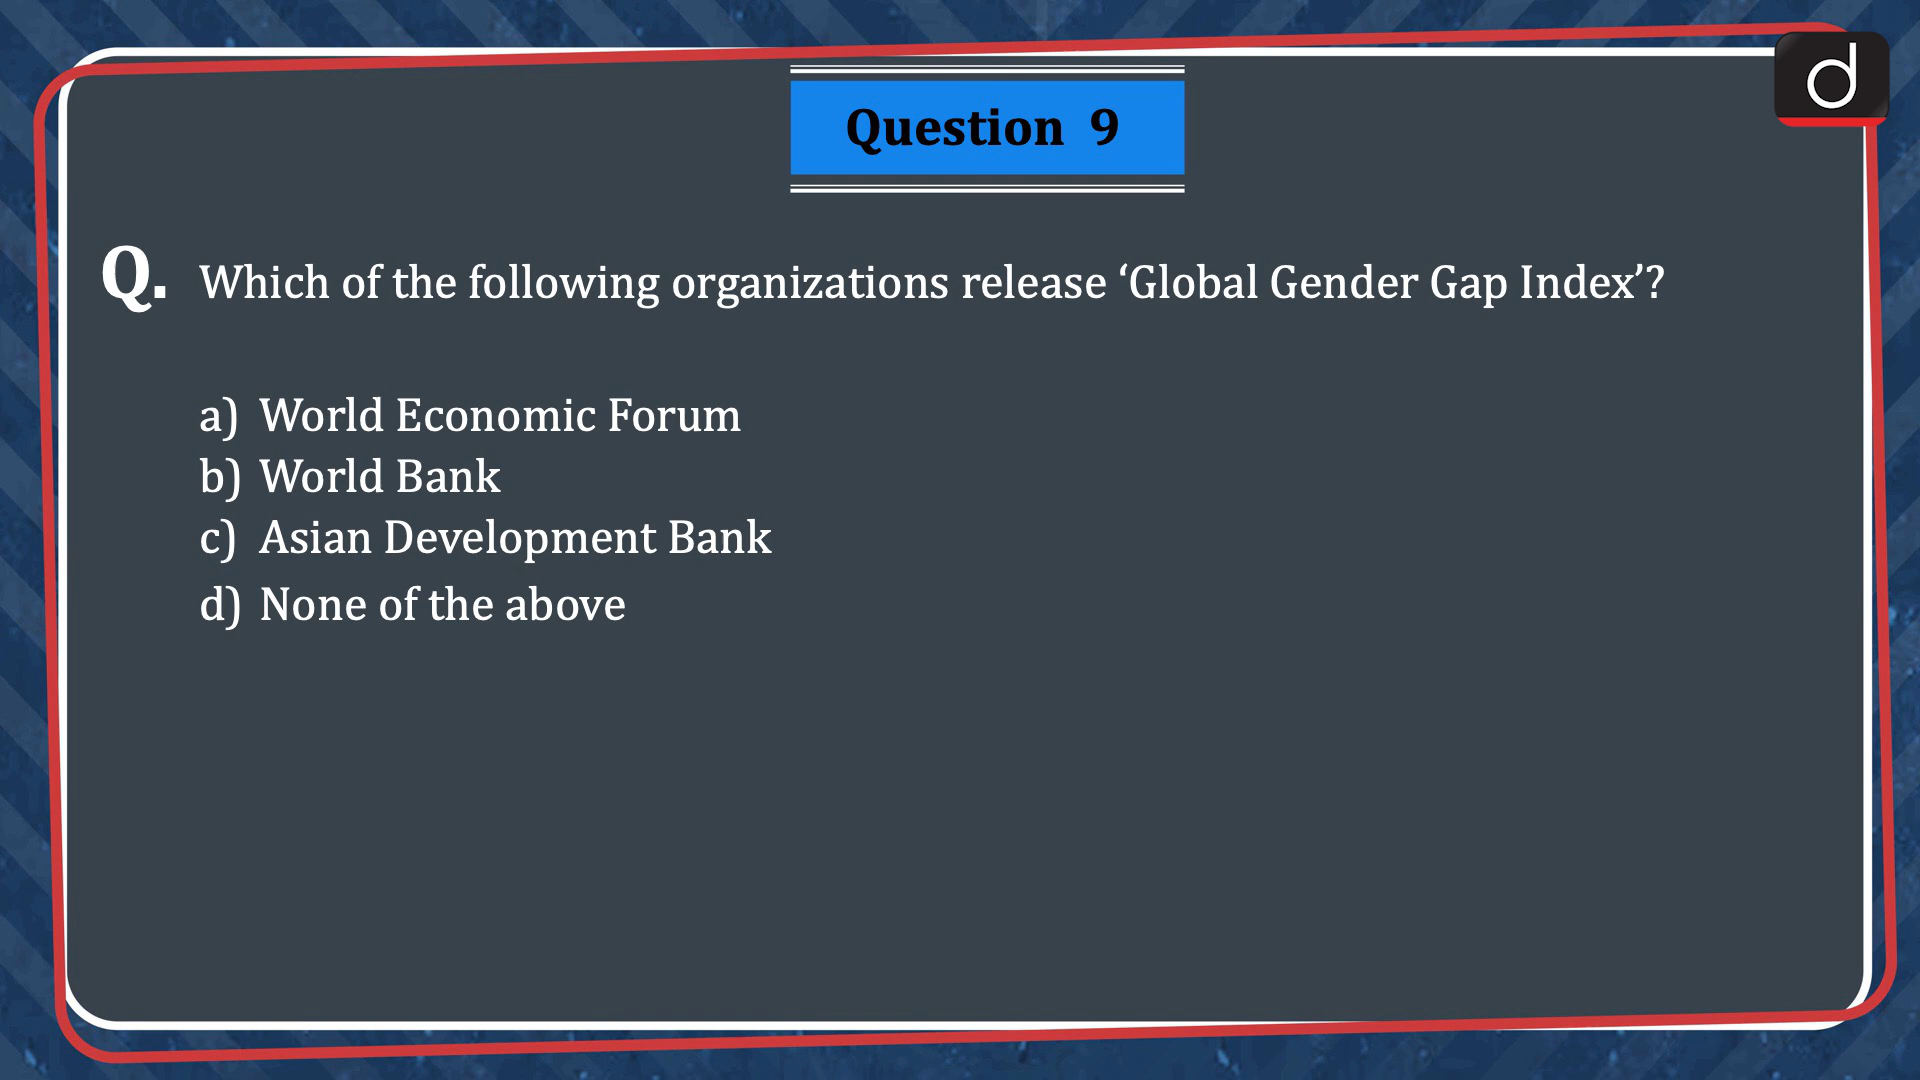 Question 9
Q. Which of the following organizations release ‘Global Gender Gap Index’?
a) World Economic Forum
b) World Bank
c) Asian Development Bank
d) None of the above
d